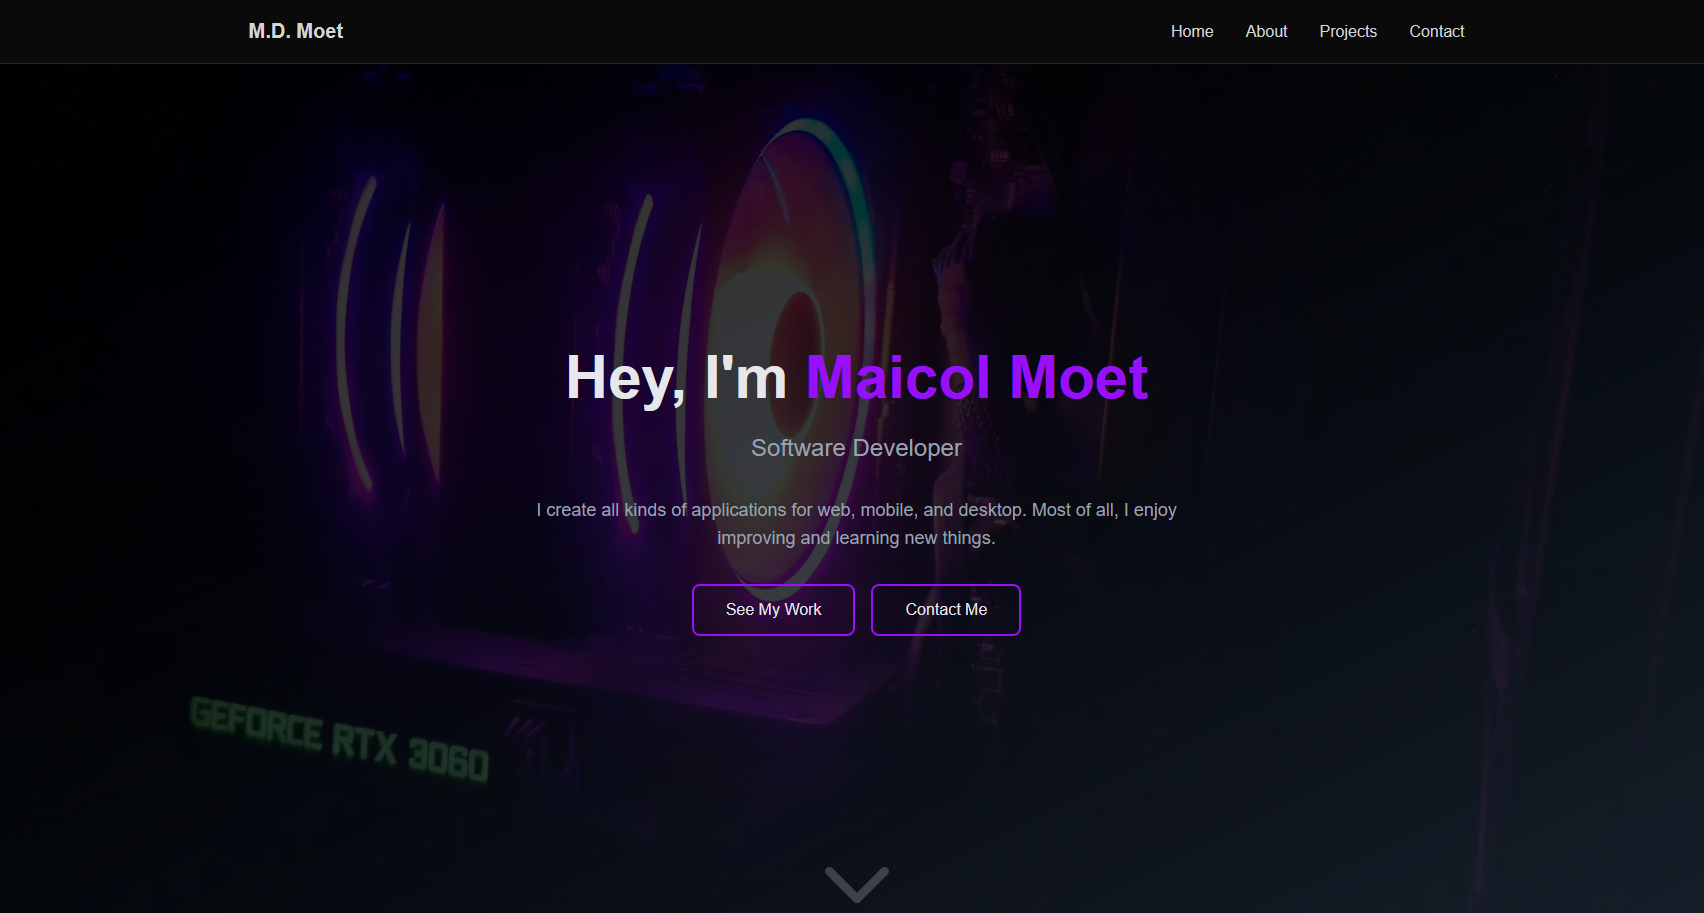 M.D. Moet
Home About Projects Contact
Hey, I'm Maicol Moet
Software Developer
I create all kinds of applications for web, mobile, and desktop. Most of all, I enjoy
improving and learning new things.
See My Work Contact Me
GEFORCE RTX 3060